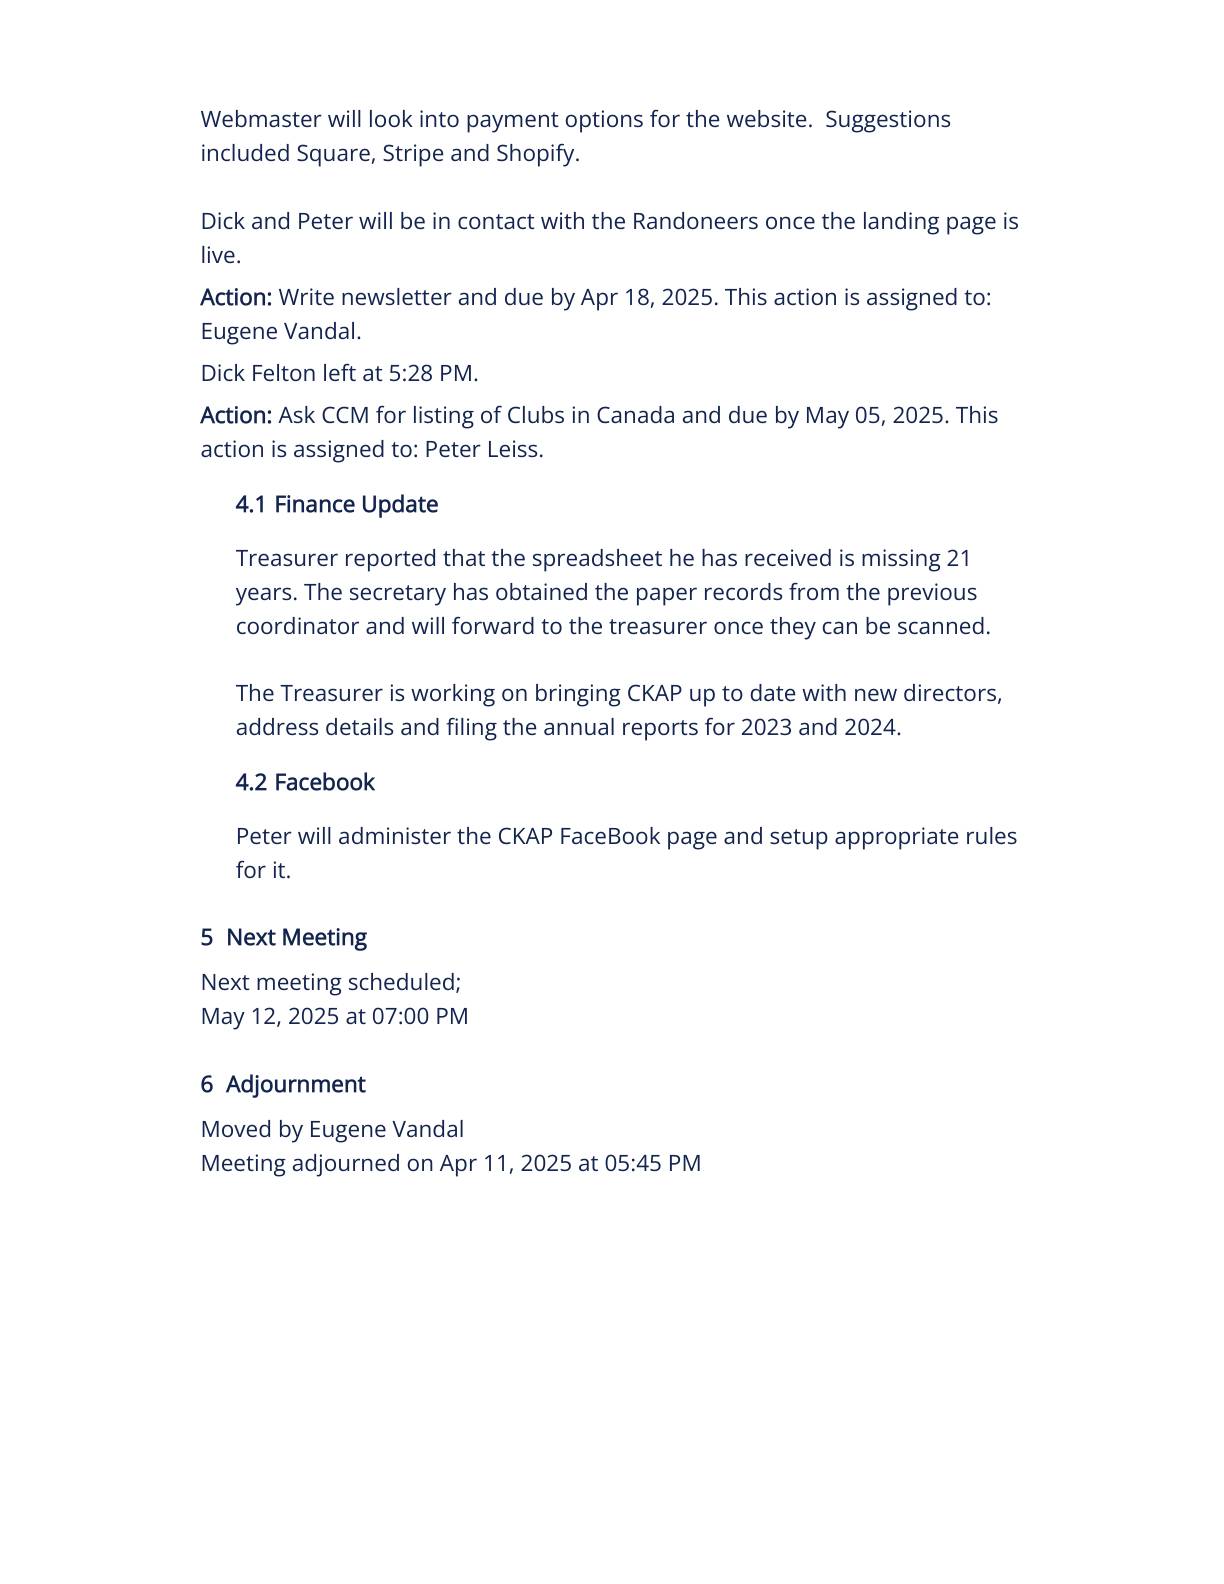 Webmaster will look into payment options for the website.  Suggestions
included Square, Stripe and Shopify.
Dick and Peter will be in contact with the Randoneers once the landing page is
live.
Action: Write newsletter and due by Apr 18, 2025. This action is assigned to:
Eugene Vandal.
Dick Felton left at 5:28 PM.
Action: Ask CCM for listing of Clubs in Canada and due by May 05, 2025. This
action is assigned to: Peter Leiss.
4.1 Finance Update
Treasurer reported that the spreadsheet he has received is missing 21
years. The secretary has obtained the paper records from the previous
coordinator and will forward to the treasurer once they can be scanned.
The Treasurer is working on bringing CKAP up to date with new directors,
address details and filing the annual reports for 2023 and 2024.
4.2 Facebook
Peter will administer the CKAP FaceBook page and setup appropriate rules
for it.
5  Next Meeting
Next meeting scheduled;
May 12, 2025 at 07:00 PM
6  Adjournment
Moved by Eugene Vandal
Meeting adjourned on Apr 11, 2025 at 05:45 PM